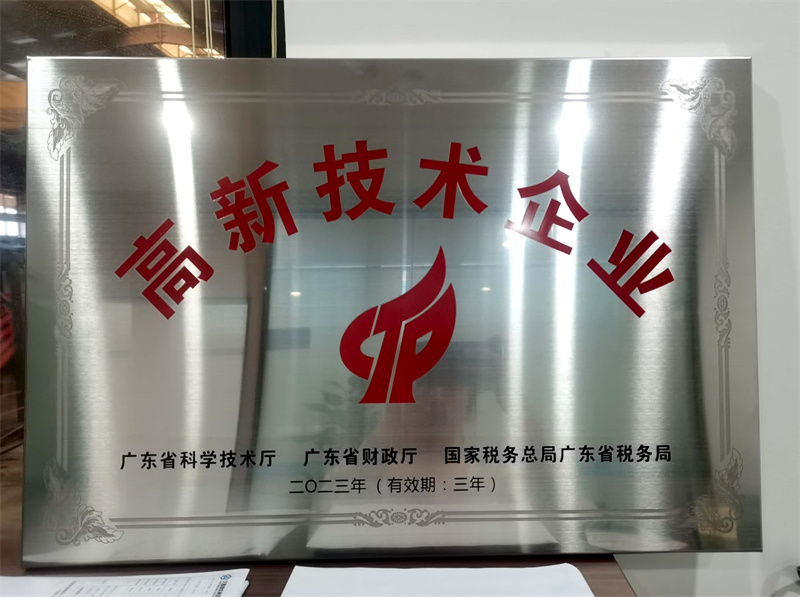 高新技术企业
广东省科学技术厅 广东省财政厅 国家税务总局广东省税务局
二〇二三年（有效期：三年）